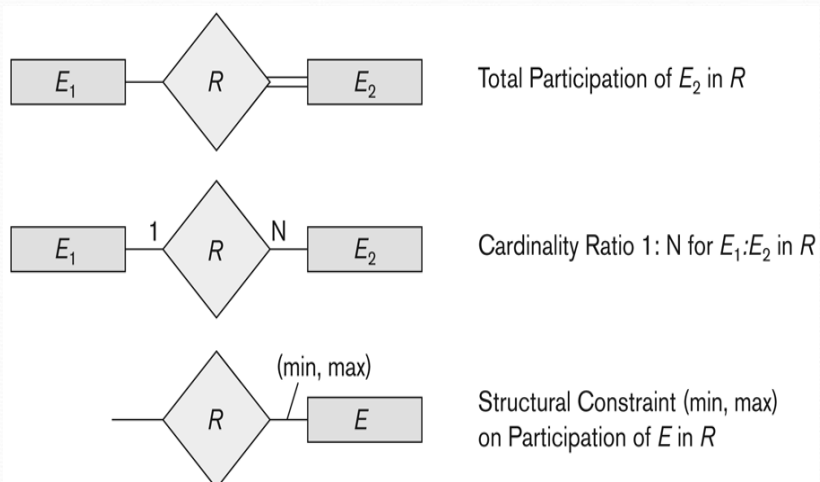 E₁ R E₂ Total Participation of E₂ in R
E₁ 1 R N E₂ Cardinality Ratio 1: N for E₁:E₂ in R
(min, max)
R E Structural Constraint (min, max)
on Participation of E in R